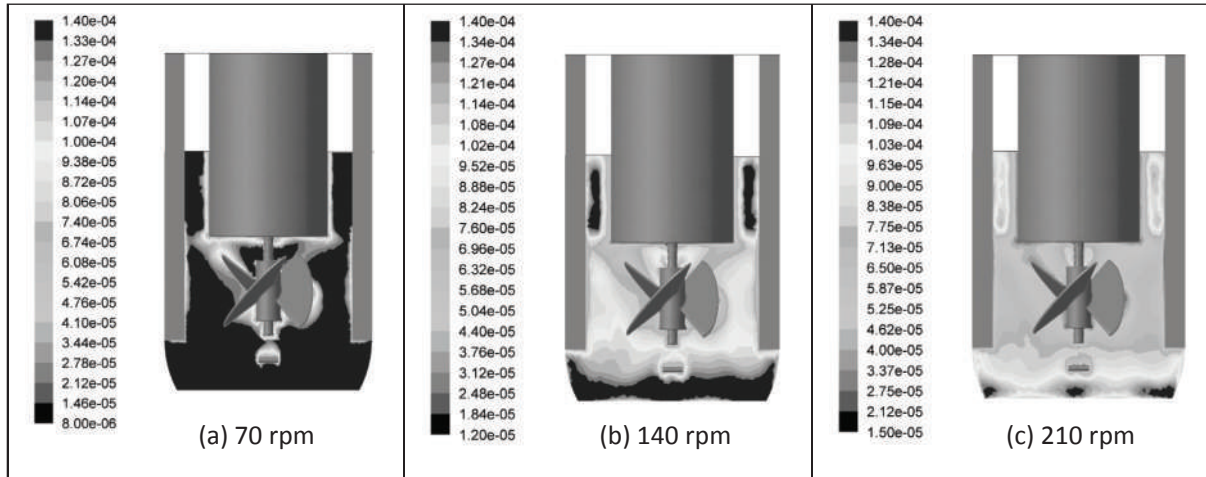 1.40e-04
1.33e-04
1.27e-04
1.20e-04
1.14e-04
1.07e-04
1.00e-04
9.38e-05
8.72e-05
8.06e-05
7.40e-05
6.74e-05
6.08e-05
5.42e-05
4.76e-05
4.10e-05
3.44e-05
2.78e-05
2.12e-05
1.46e-05
8.00e-06
(a) 70 rpm
1.40e-04
1.34e-04
1.27e-04
1.21e-04
1.14e-04
1.08e-04
1.02e-04
9.52e-05
8.88e-05
8.24e-05
7.60e-05
6.96e-05
6.32e-05
5.68e-05
5.04e-05
4.40e-05
3.76e-05
3.12e-05
2.48e-05
1.84e-05
1.20e-05
(b) 140 rpm
1.40e-04
1.34e-04
1.28e-04
1.21e-04
1.15e-04
1.09e-04
1.03e-04
9.63e-05
9.00e-05
8.38e-05
7.75e-05
7.13e-05
6.50e-05
5.87e-05
5.25e-05
4.62e-05
4.00e-05
3.37e-05
2.75e-05
2.12e-05
1.50e-05
(c) 210 rpm